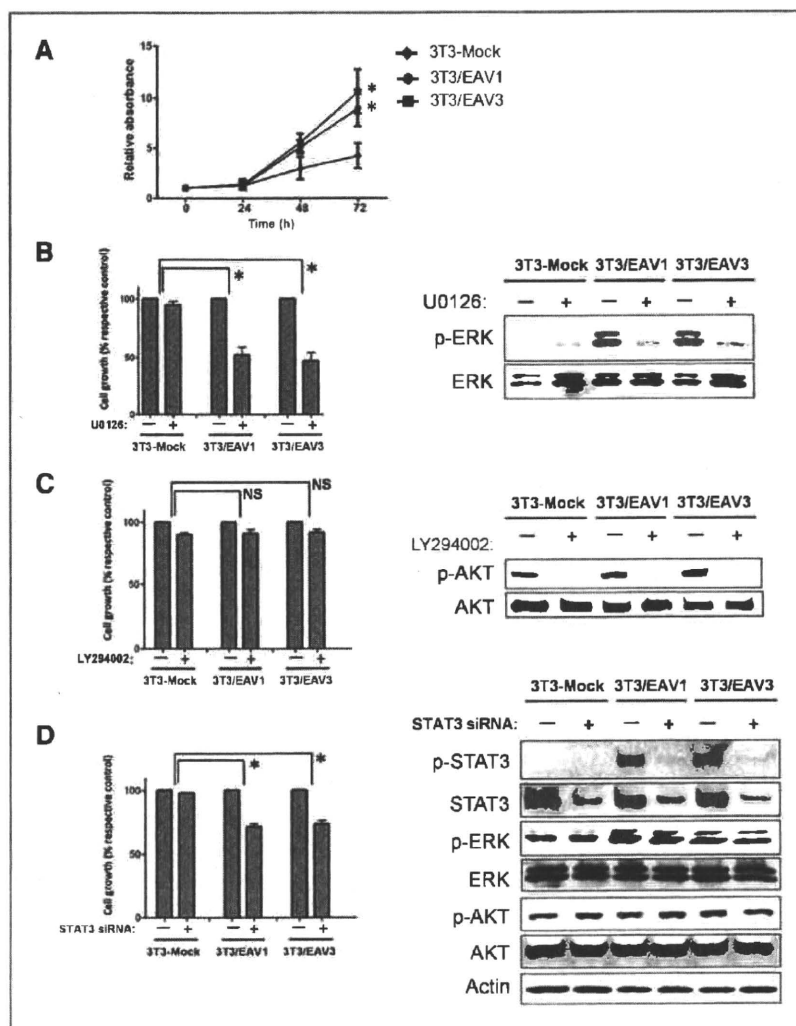 A
15
10
5
0
Relative absorbance
0 24 48 72
Time (h)
*
*
3T3-Mock
3T3/EAV1
3T3/EAV3
B
100
50
0
Cell growth (% respective control)
* *
U0126: — + — + — +
3T3-Mock 3T3/EAV1 3T3/EAV3
3T3-Mock 3T3/EAV1 3T3/EAV3
U0126: — + — + — +
p-ERK
ERK
C
100
50
0
Cell growth (% respective control)
NS NS
LY294002: — + — + — +
3T3-Mock 3T3/EAV1 3T3/EAV3
3T3-Mock 3T3/EAV1 3T3/EAV3
LY294002: — + — + — +
p-AKT
AKT
D
100
50
0
Cell growth (% respective control)
* *
STAT3 siRNA: — + — + — +
3T3-Mock 3T3/EAV1 3T3/EAV3
3T3-Mock 3T3/EAV1 3T3/EAV3
STAT3 siRNA: — + — + — +
p-STAT3
STAT3
p-ERK
ERK
p-AKT
AKT
Actin